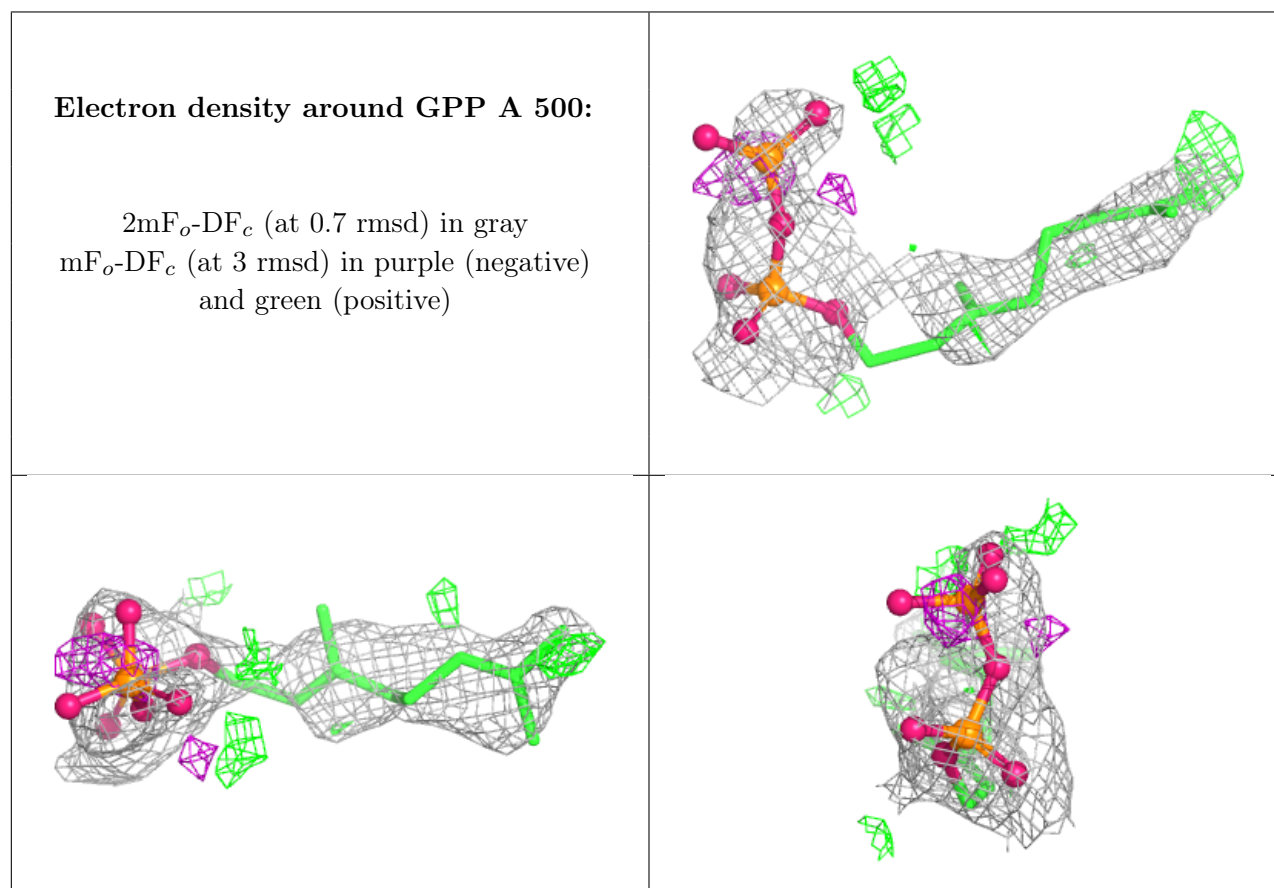 Electron density around GPP A 500:
2mFo-DFc (at 0.7 rmsd) in gray
mFo-DFc (at 3 rmsd) in purple (negative)
and green (positive)